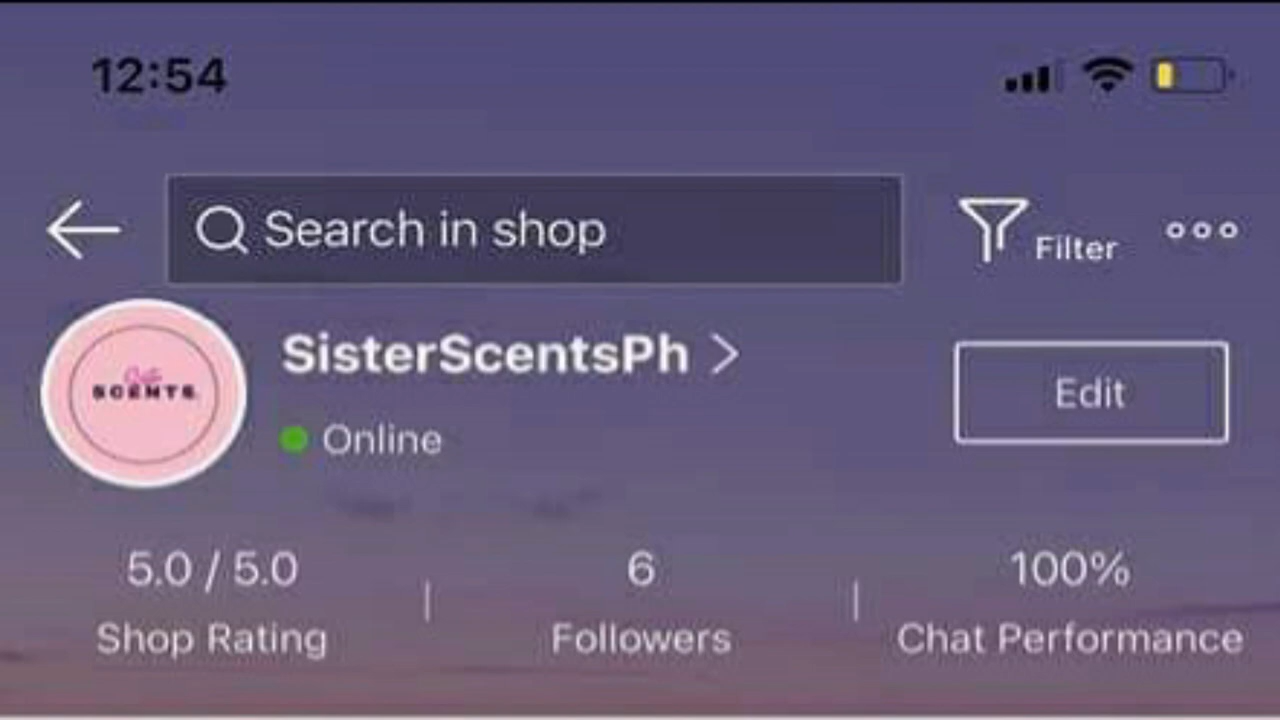 12:54
Search in shop
Filter
SCENTS
SisterScentsPh >
Edit
Online
5.0 / 5.0
6
100%
Shop Rating
Followers
Chat Performance